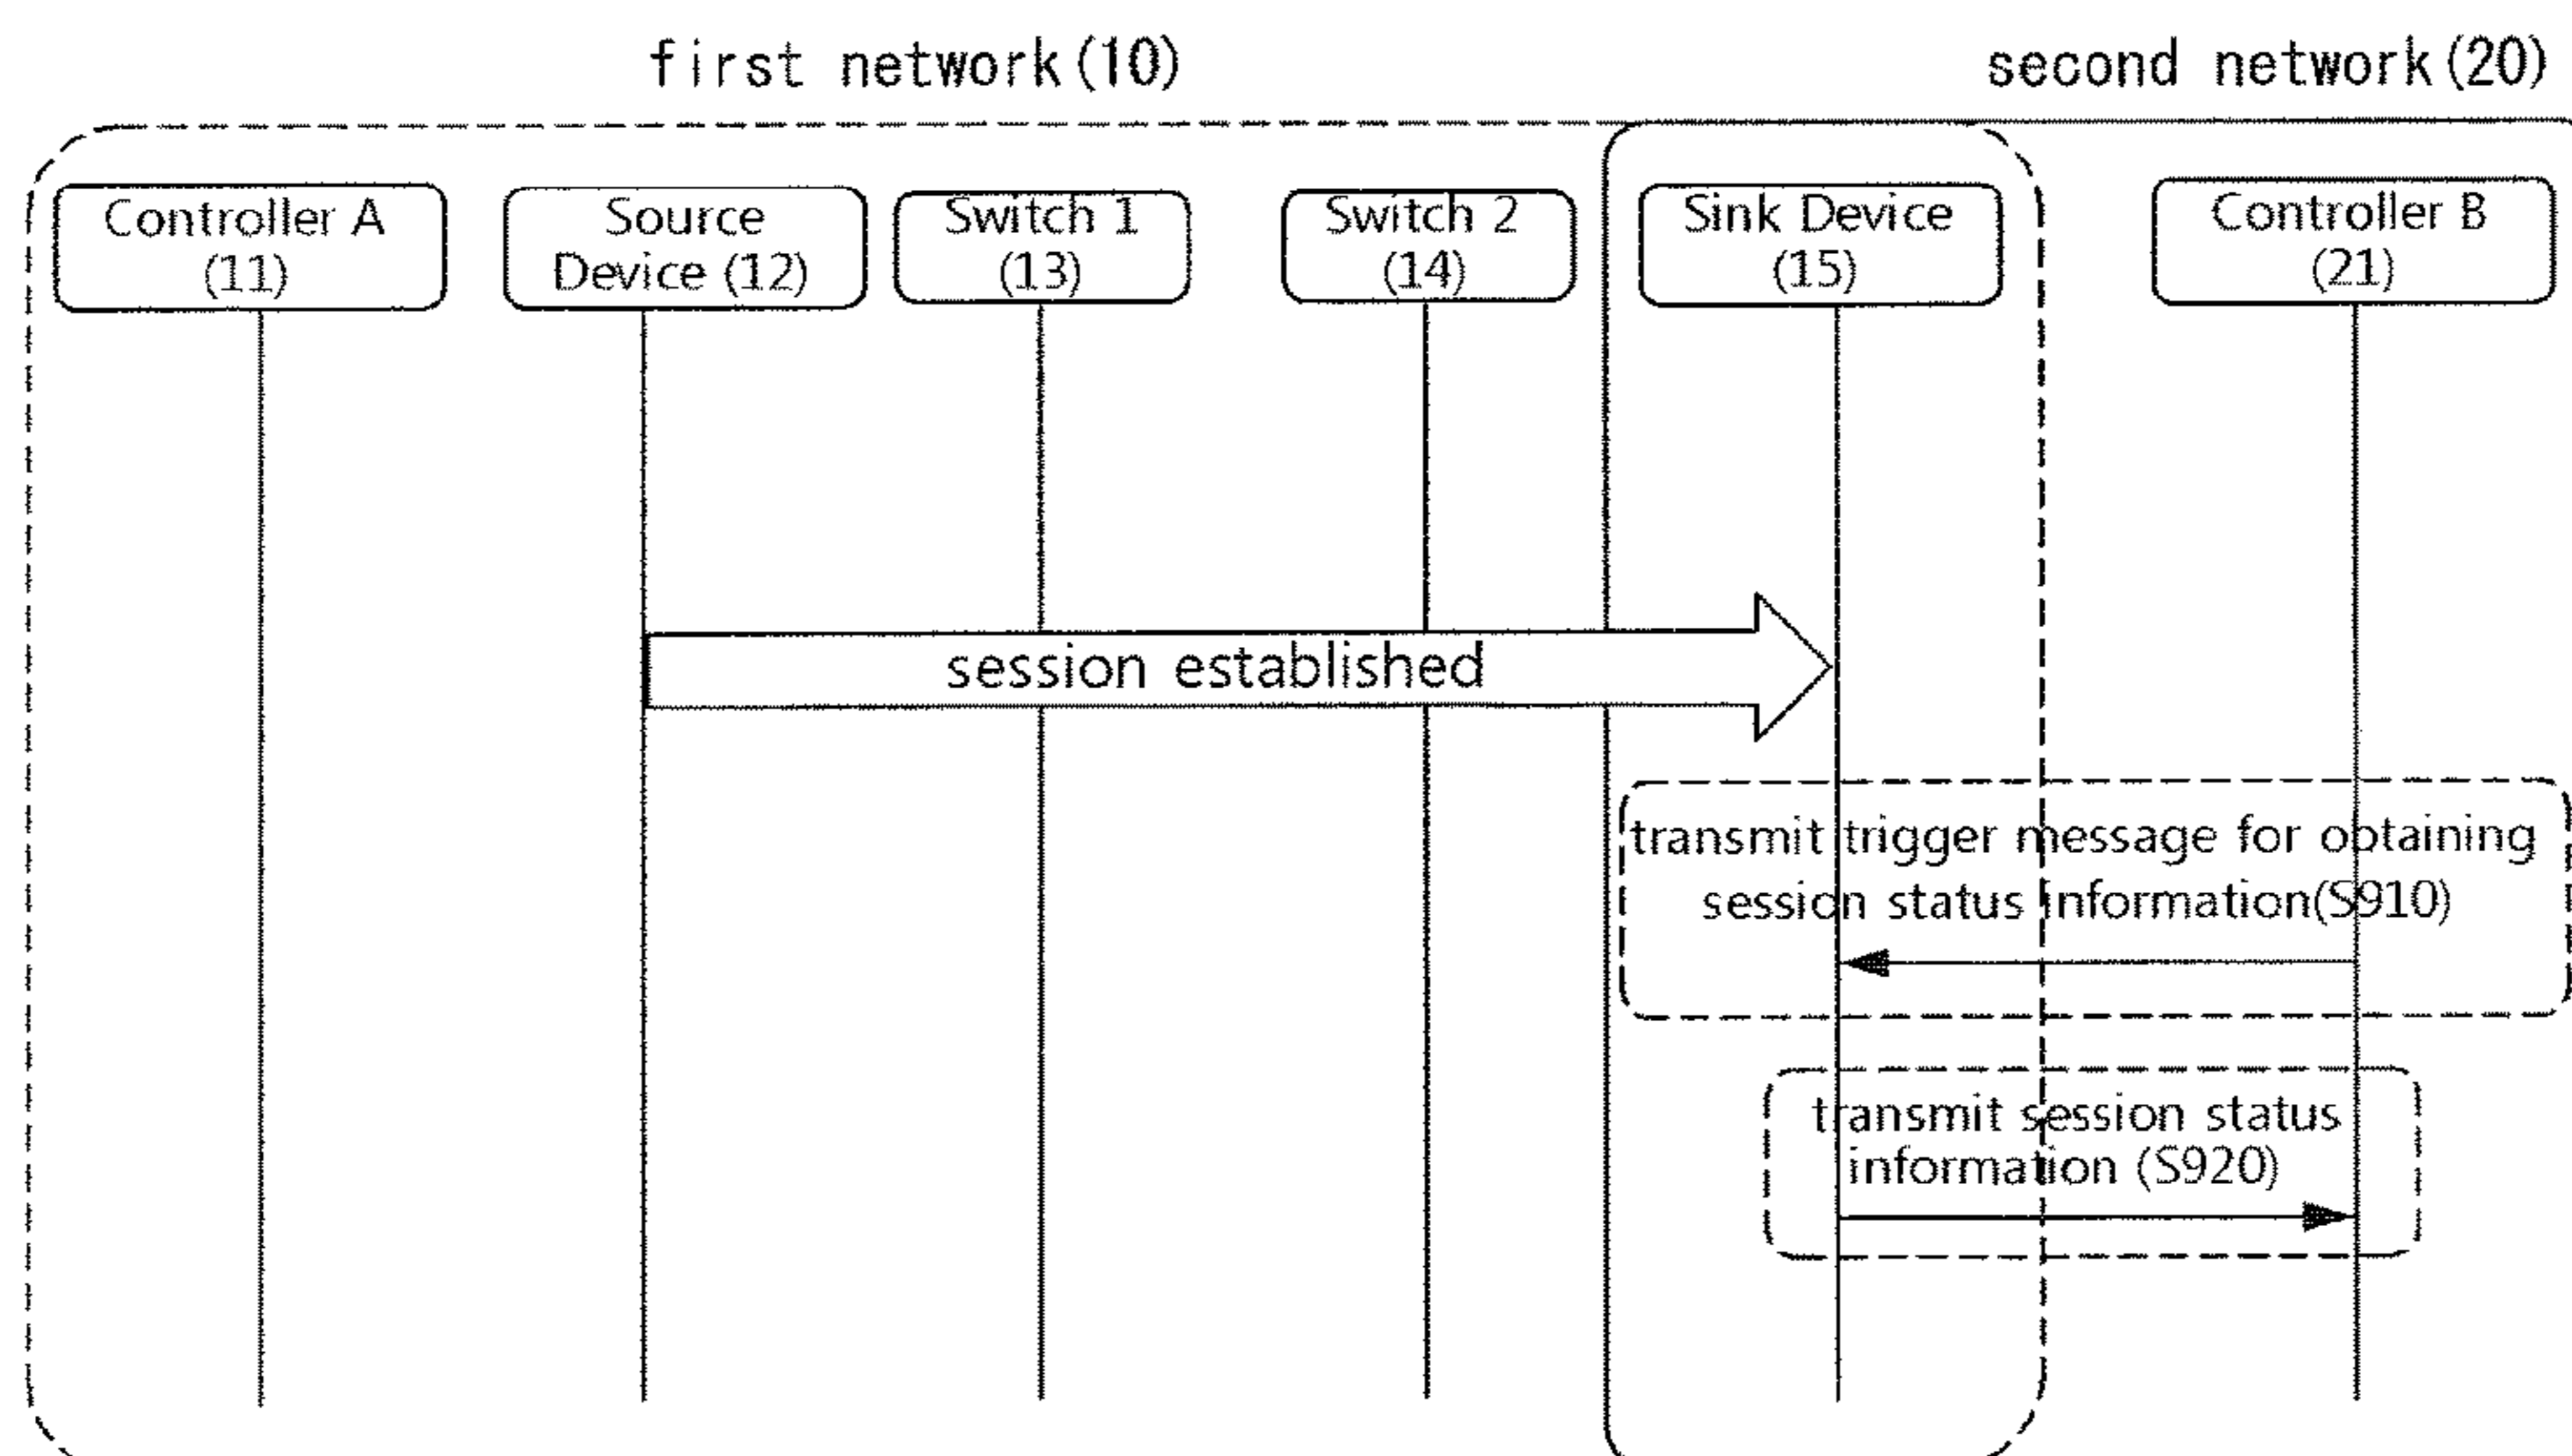 first network(10)
second network(20)
Controller A
(11)
Source
Device (12)
Switch 1
(13)
Switch 2
(14)
Sink Device
(15)
Controller B
(21)
session established
transmit trigger message for obtaining
session status information(S910)
transmit session status
information (S920)